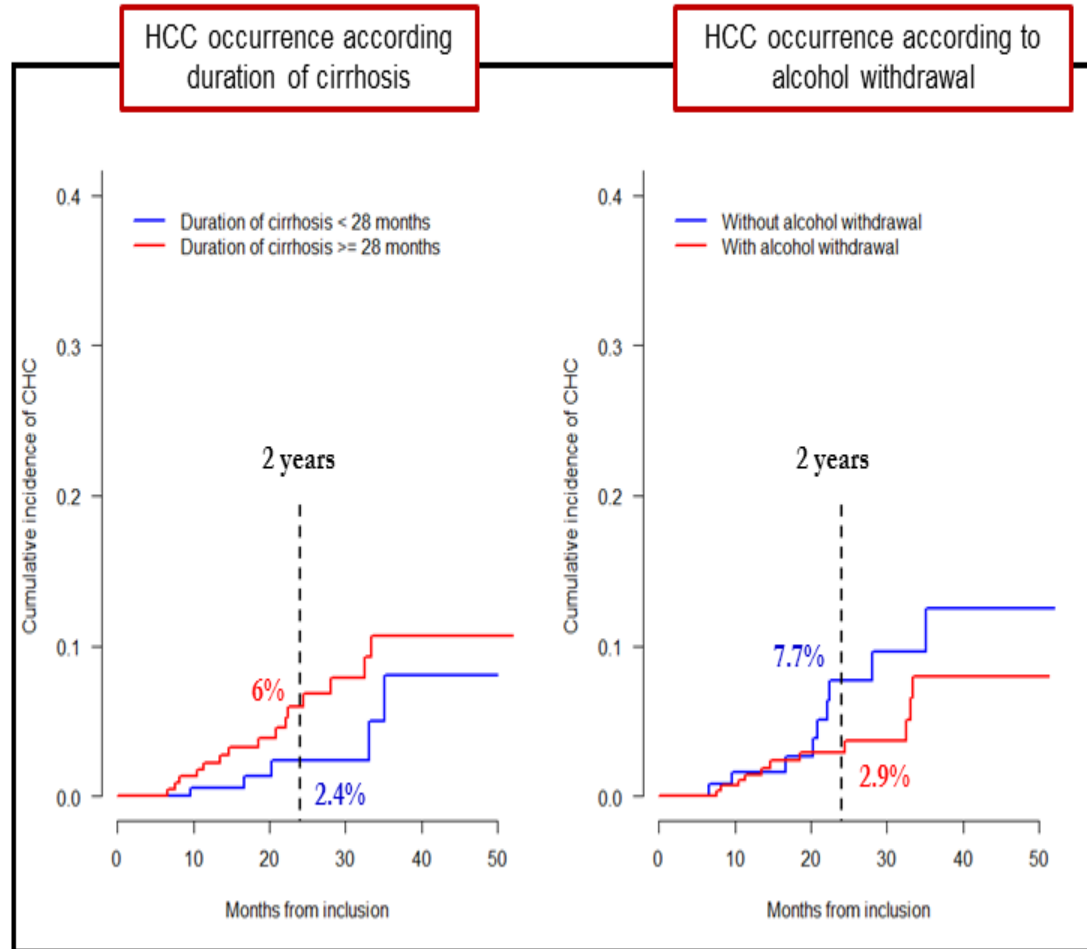 HCC occurrence according
duration of cirrhosis
HCC occurrence according to
alcohol withdrawal
Cumulative incidence of CHC
0.4
0.3
0.2
0.1
0.0
Duration of cirrhosis < 28 months
Duration of cirrhosis >= 28 months
2 years
6%
2.4%
0 10 20 30 40 50
Months from inclusion
Cumulative incidence of CHC
0.4
0.3
0.2
0.1
0.0
Without alcohol withdrawal
With alcohol withdrawal
2 years
7.7%
2.9%
0 10 20 30 40 50
Months from inclusion